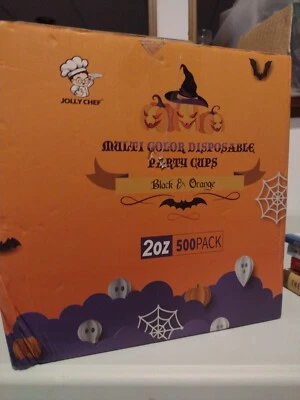 JOLLY CHEF
MULTI COLOR DISPOSABLE
PARTY CUPS
Black & Orange
2OZ 500PACK